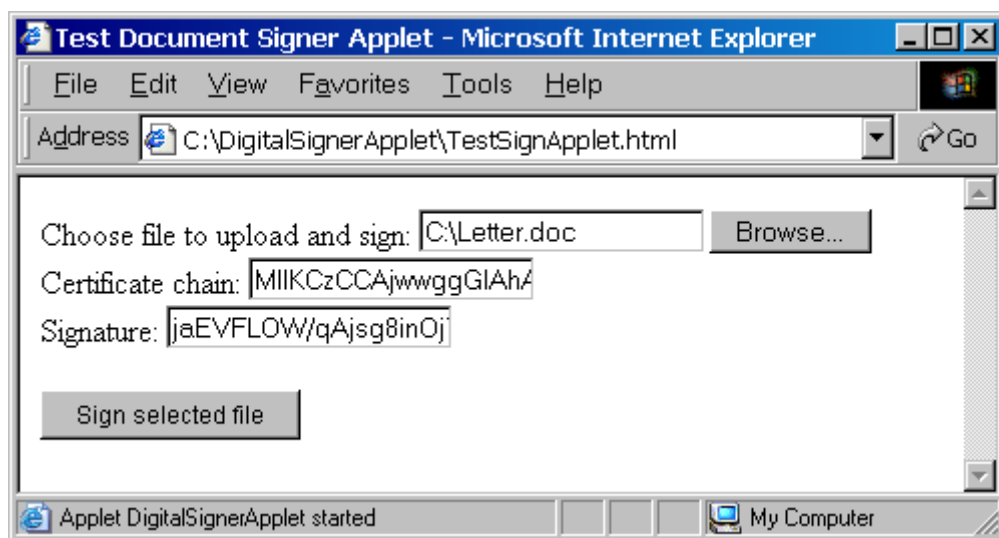 Test Document Signer Applet - Microsoft Internet Explorer
File Edit View Favorites Tools Help
Address C:\DigitalSignerApplet\TestSignApplet.html Go
Choose file to upload and sign: C:\Letter.doc Browse...
Certificate chain: MIIKCzCCAjwwggGlAhA
Signature: jaEVFLOW/qAjsg8inOj
Sign selected file
Applet DigitalSignerApplet started My Computer